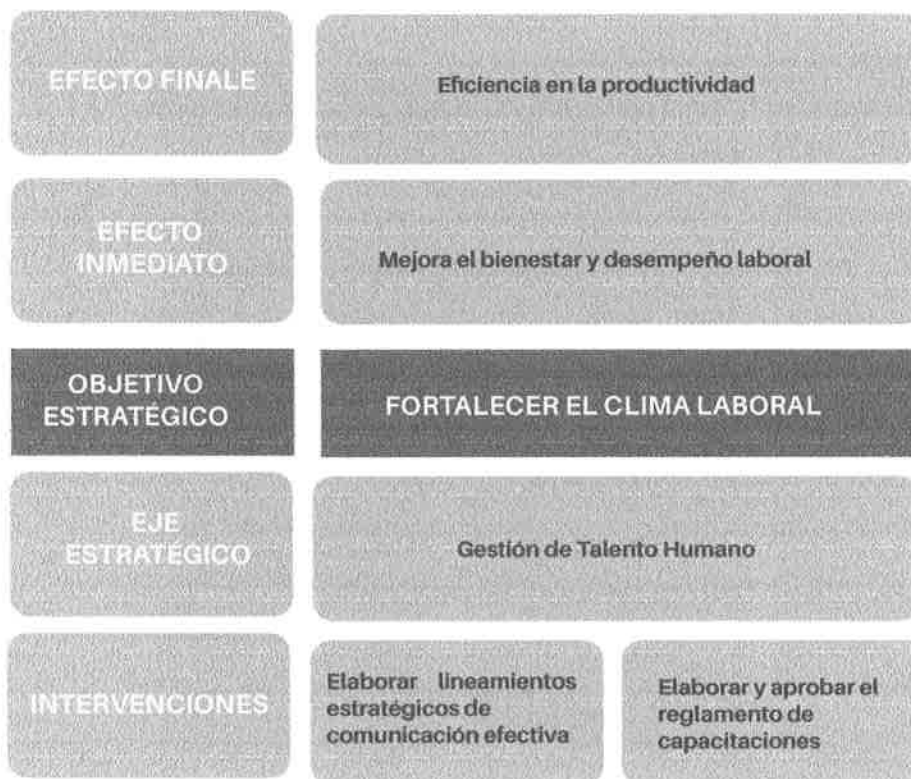 EFECTO FINALE
Eficiencia en la productividad
EFECTO
INMEDIATO
Mejora el bienestar y desempeño laboral
OBJETIVO
ESTRATÉGICO
FORTALECER EL CLIMA LABORAL
EJE
ESTRATÉGICO
Gestión de Talento Humano
INTERVENCIONES
Elaborar lineamientos
estratégicos de
comunicación efectiva
Elaborar y aprobar el
reglamento de
capacitaciones